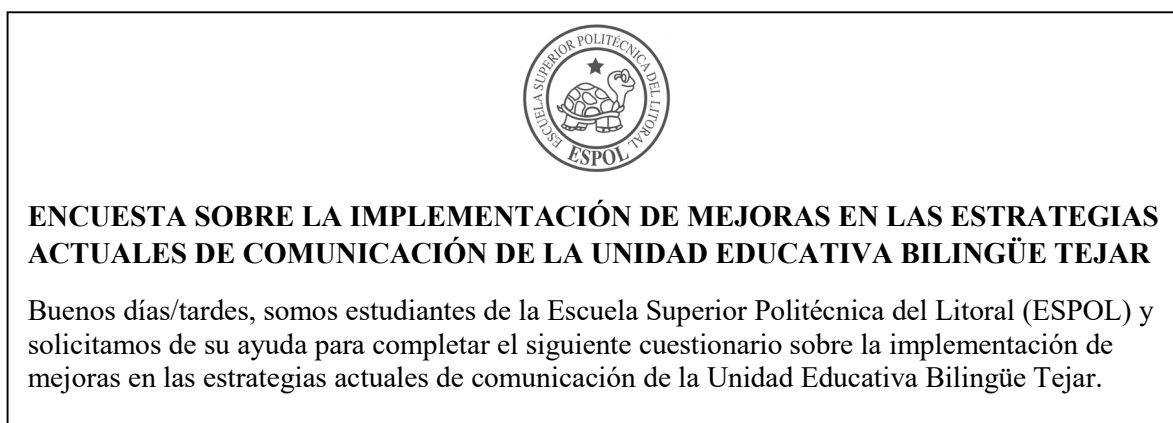 ESCUELA SUPERIOR POLITÉCNICA DEL LITORAL
ESPOL
ENCUESTA SOBRE LA IMPLEMENTACIÓN DE MEJORAS EN LAS ESTRATEGIAS
ACTUALES DE COMUNICACIÓN DE LA UNIDAD EDUCATIVA BILINGÜE TEJAR
Buenos días/tardes, somos estudiantes de la Escuela Superior Politécnica del Litoral (ESPOL) y
solicitamos de su ayuda para completar el siguiente cuestionario sobre la implementación de
mejoras en las estrategias actuales de comunicación de la Unidad Educativa Bilingüe Tejar.